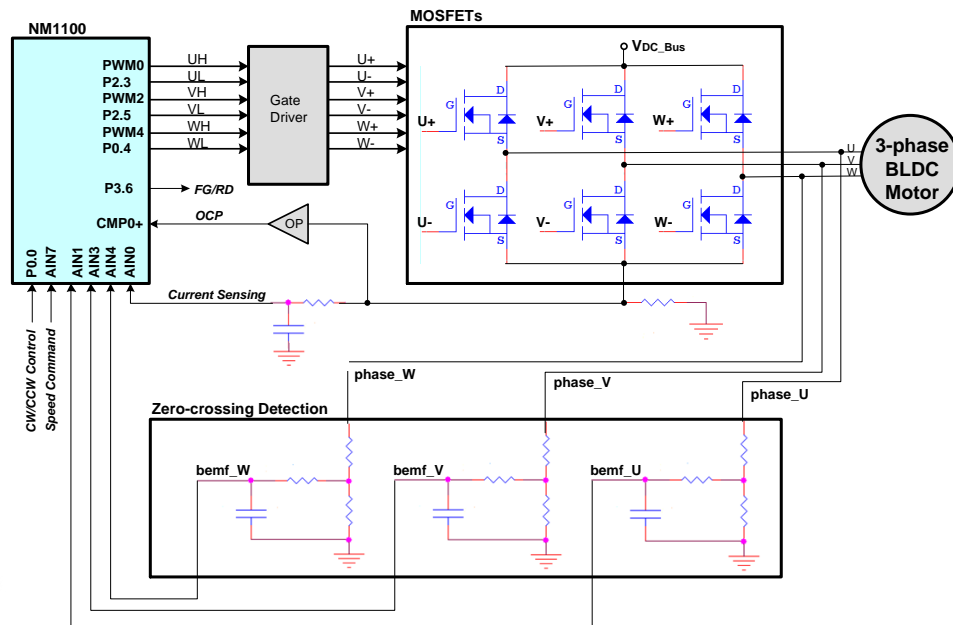 NM1100
MOSFETs
PWM0
P2.3
PWM2
P2.5
PWM4
P0.4
P3.6
CMP0+
P0.0
AIN7
AIN1
AIN3
AIN4
AIN0
UH
UL
VH
VL
WH
WL
FG/RD
OCP
Gate
Driver
U+
U-
V+
V-
W+
W-
OP
VDC_Bus
D
G
S
U+
D
G
S
V+
D
G
S
W+
D
G
S
U-
D
G
S
V-
D
G
S
W-
U
V
W
3-phase
BLDC
Motor
Current Sensing
CW/CCW Control
Speed Command
phase_W
phase_V
phase_U
Zero-crossing Detection
bemf_W
bemf_V
bemf_U